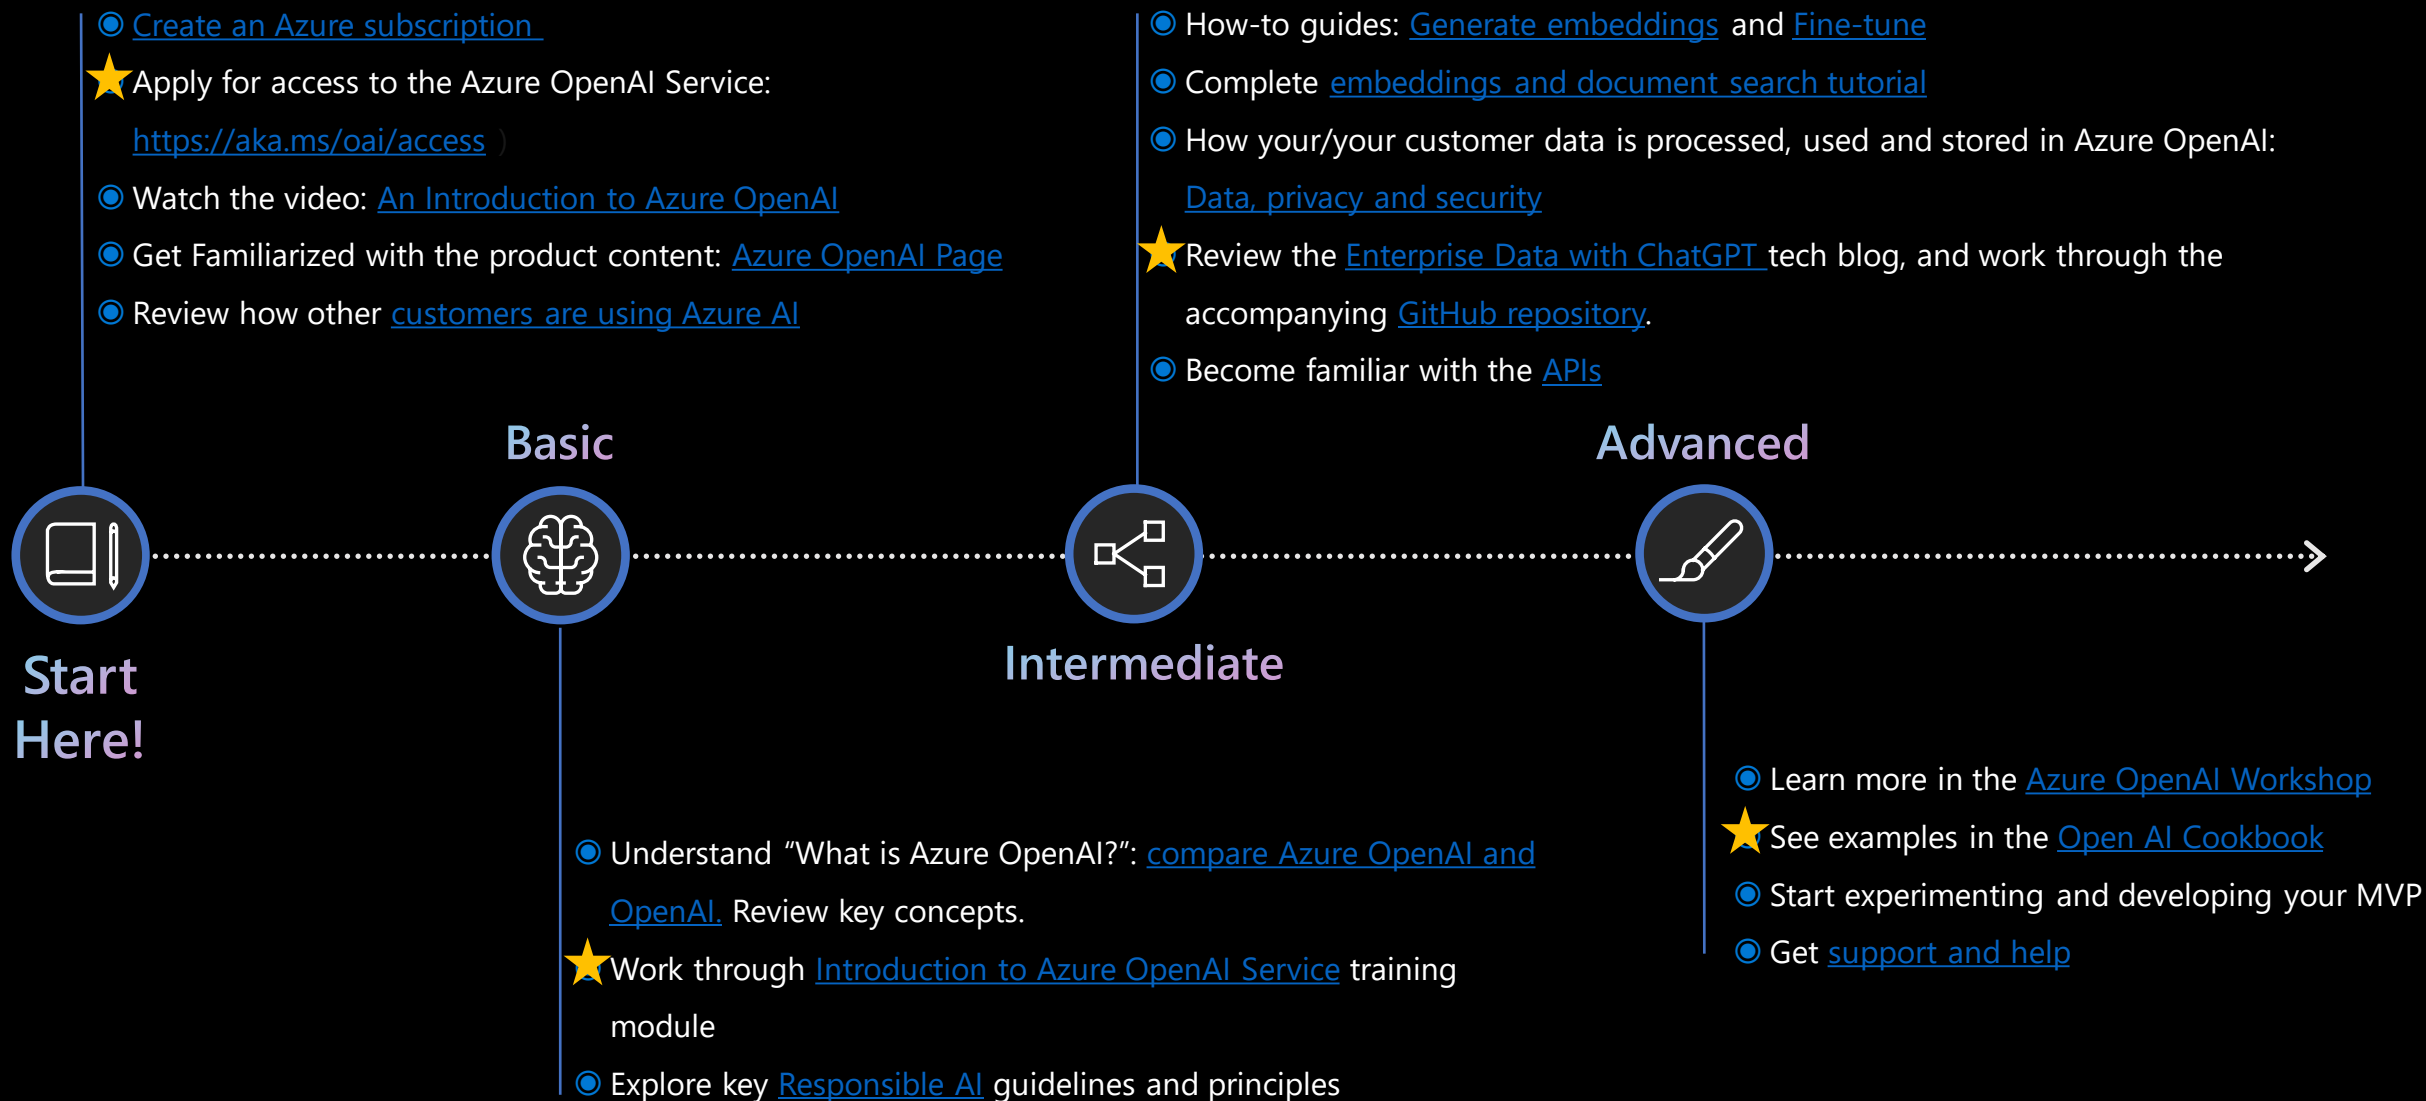 Create an Azure subscription
Apply for access to the Azure OpenAI Service:
https://aka.ms/oai/access )
Watch the video: An Introduction to Azure OpenAI
Get Familiarized with the product content: Azure OpenAI Page
Review how other customers are using Azure AI
How-to guides: Generate embeddings and Fine-tune
Complete embeddings and document search tutorial
How your/your customer data is processed, used and stored in Azure OpenAI:
Data, privacy and security
Review the Enterprise Data with ChatGPT tech blog, and work through the
accompanying GitHub repository.
Become familiar with the APIs
Basic
Advanced
Start
Here!
Intermediate
Understand “What is Azure OpenAI?”: compare Azure OpenAI and
OpenAI. Review key concepts.
Work through Introduction to Azure OpenAI Service training
module
Explore key Responsible AI guidelines and principles
Learn more in the Azure OpenAI Workshop
See examples in the Open AI Cookbook
Start experimenting and developing your MVP
Get support and help